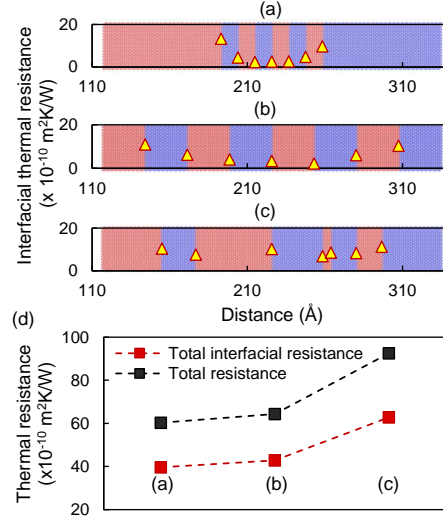 (a)
20
0
110 210 310
(b)
20
0
110 210 310
(c)
20
0
110 210 310
Distance (Å)
Interfacial thermal resistance
(x 10-10 m2K/W)
(d)
100
80
60
40
20
Thermal resistance
(x10-10 m2K/W)
Total interfacial resistance
Total resistance
(a) (b) (c)